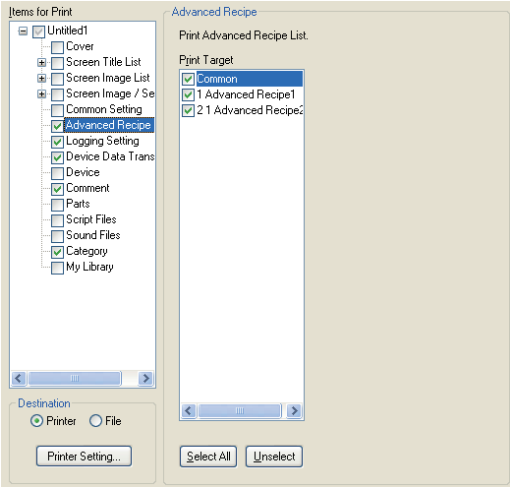 Items for Print
Untitled1
Cover
Screen Title List
Screen Image List
Screen Image / Se
Common Setting
Advanced Recipe
Logging Setting
Device Data Trans
Device
Comment
Parts
Script Files
Sound Files
Category
My Library
Destination
Printer File
Printer Setting...
Advanced Recipe
Print Advanced Recipe List.
Print Target
Common
1 Advanced Recipe1
2 1 Advanced Recipe2
Select All Unselect